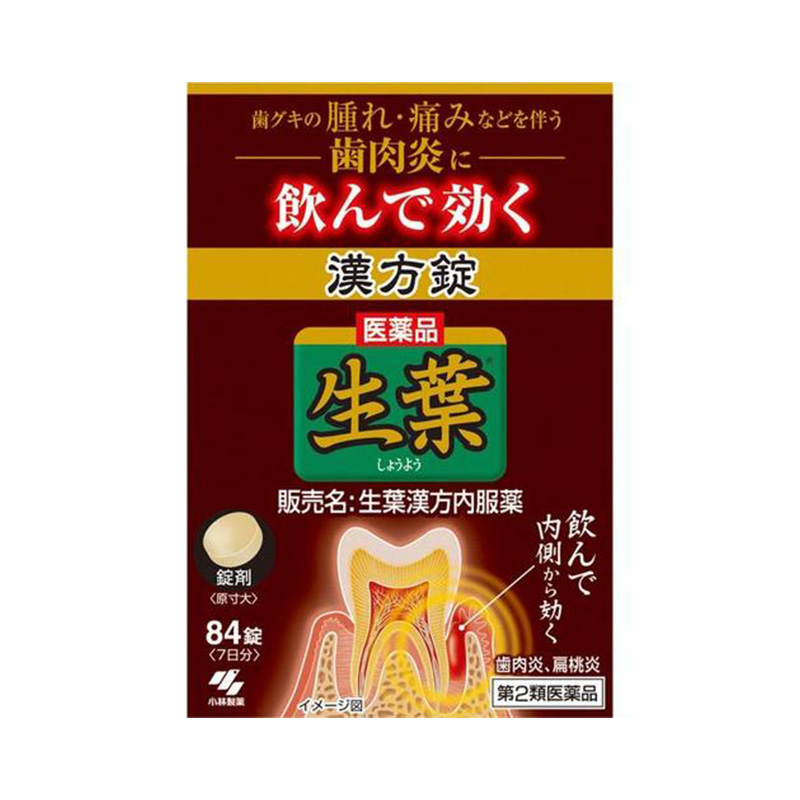 歯グキの腫れ・痛みなどを伴う
歯肉炎に
飲んで効く
漢方錠
医薬品
生葉®
しょうよう
販売名:生葉漢方内服薬
飲んで
内側から効く
錠剤
〈原寸大〉
84錠
〈7日分〉
小林製薬
イメージ図
歯肉炎、扁桃炎
第2類医薬品